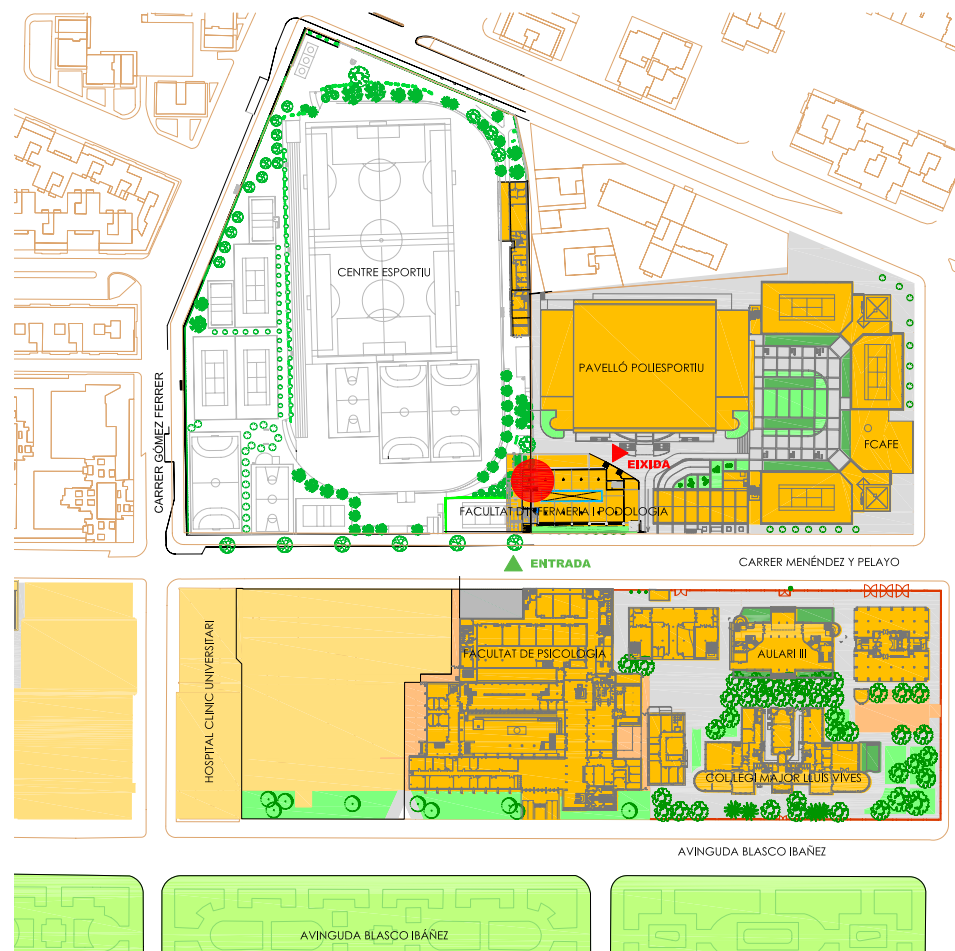 CENTRE ESPORTIU
PAVELLÓ POLIESPORTIU
CARRER GÓMEZ FERRER
FCAFE
EIXIDA
FACULTAT D'INFERMERIA I PODOLOGIA
ENTRADA
CARRER MENÉNDEZ Y PELAYO
HOSPITAL CLINIC UNIVERSITARI
FACULTAT DE PSICOLOGIA
AULARI III
COL.LEGI MAJOR LLUIS VIVES
AVINGUDA BLASCO IBAÑEZ
AVINGUDA BLASCO IBÁÑEZ